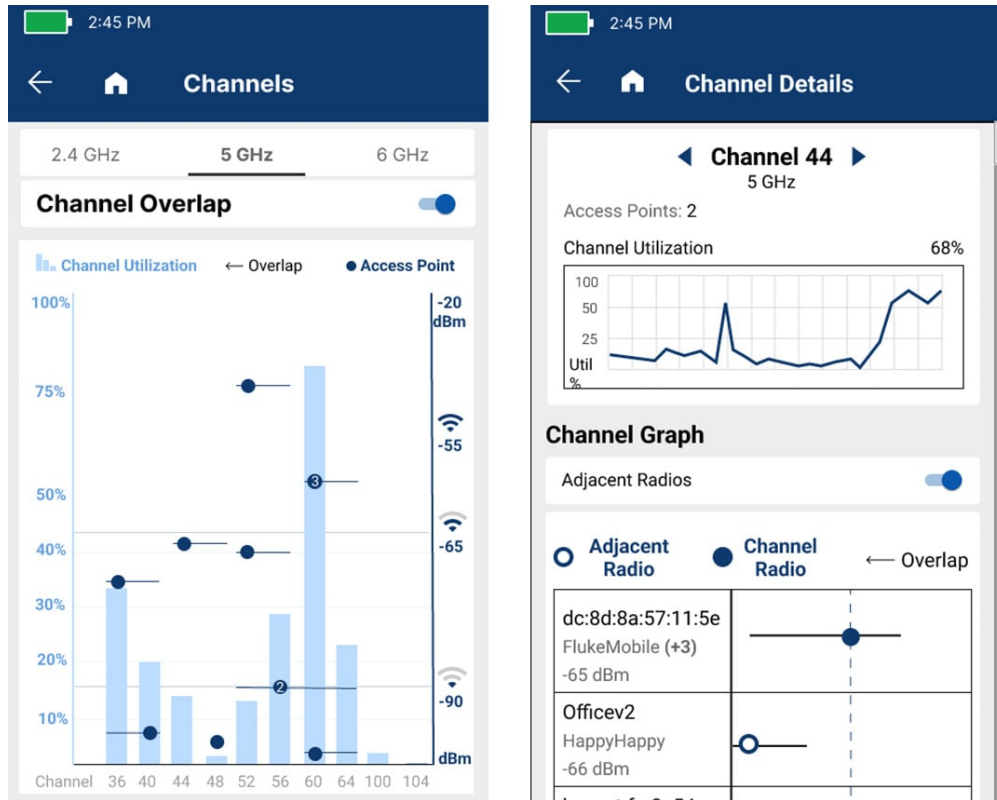 2:45 PM
Channels
2.4 GHz 5 GHz 6 GHz
Channel Overlap
Channel Utilization ← Overlap Access Point
100%
75%
50%
40%
30%
20%
10%
-20
dBm
-55
-65
-90
dBm
3
2
Channel 36 40 44 48 52 56 60 64 100 104
2:45 PM
Channel Details
Channel 44
5 GHz
Access Points: 2
Channel Utilization 68%
100
50
25
Util
%
Channel Graph
Adjacent Radios
Adjacent
Radio
Channel
Radio
← Overlap
dc:8d:8a:57:11:5e
FlukeMobile (+3)
-65 dBm
Officev2
HappyHappy
-66 dBm